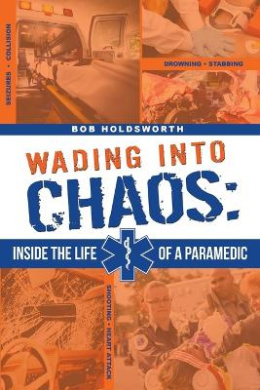 SEIZURES • COLLISION
DROWNING • STABBING
BOB HOLDSWORTH
WADING INTO
CHAOS:
INSIDE THE LIFE OF A PARAMEDIC
SHOOTING • HEART ATTACK